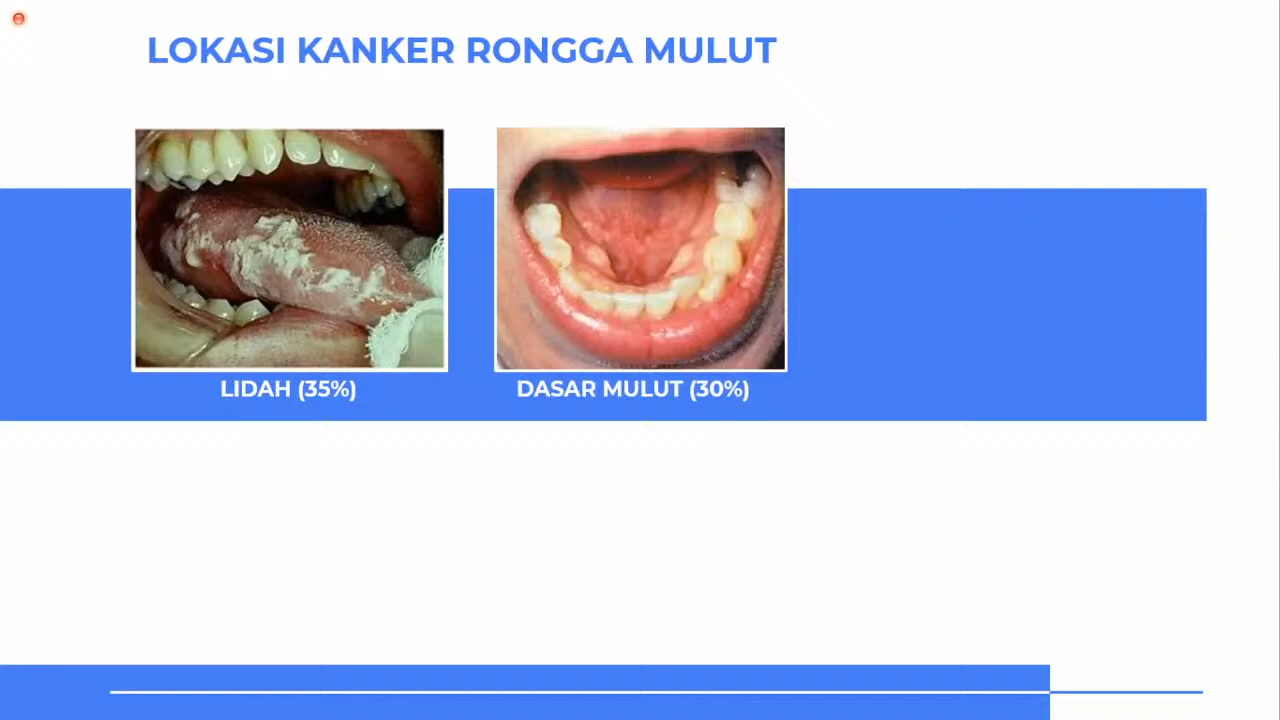 LOKASI KANKER RONGGA MULUT
LIDAH (35%)
DASAR MULUT (30%)